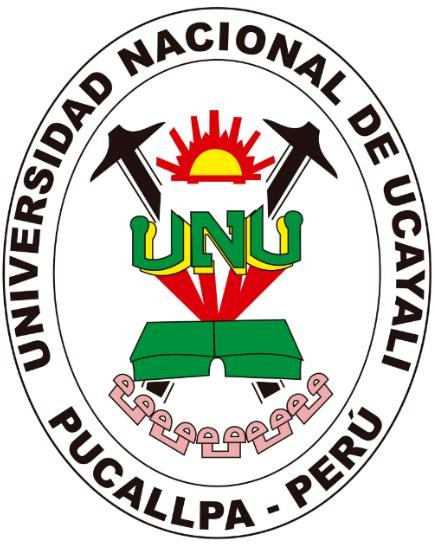 UNIVERSIDAD NACIONAL DE UCAYALI
UNU
PUCALLPA - PERÚ